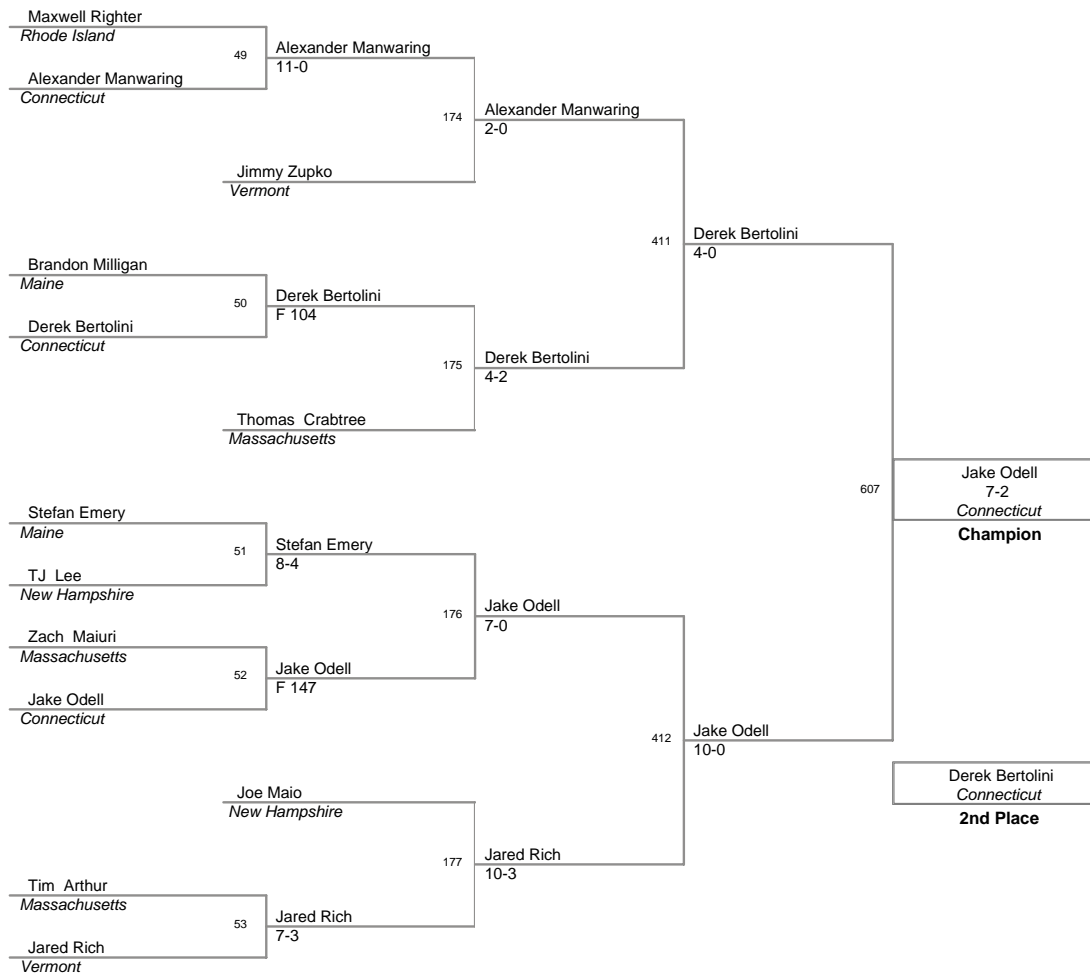 Maxwell Righter
Rhode Island
49
Alexander Manwaring
11-0
Alexander Manwaring
Connecticut
174
Alexander Manwaring
2-0
Jimmy Zupko
Vermont
411
Derek Bertolini
4-0
Brandon Milligan
Maine
50
Derek Bertolini
F 104
Derek Bertolini
Connecticut
175
Derek Bertolini
4-2
Thomas Crabtree
Massachusetts
607
Jake Odell
7-2
Connecticut
Champion
Stefan Emery
Maine
51
Stefan Emery
8-4
TJ Lee
New Hampshire
176
Jake Odell
7-0
Zach Maiuri
Massachusetts
52
Jake Odell
F 147
Jake Odell
Connecticut
412
Jake Odell
10-0
Derek Bertolini
Connecticut
2nd Place
Joe Maio
New Hampshire
177
Jared Rich
10-3
Tim Arthur
Massachusetts
53
Jared Rich
7-3
Jared Rich
Vermont